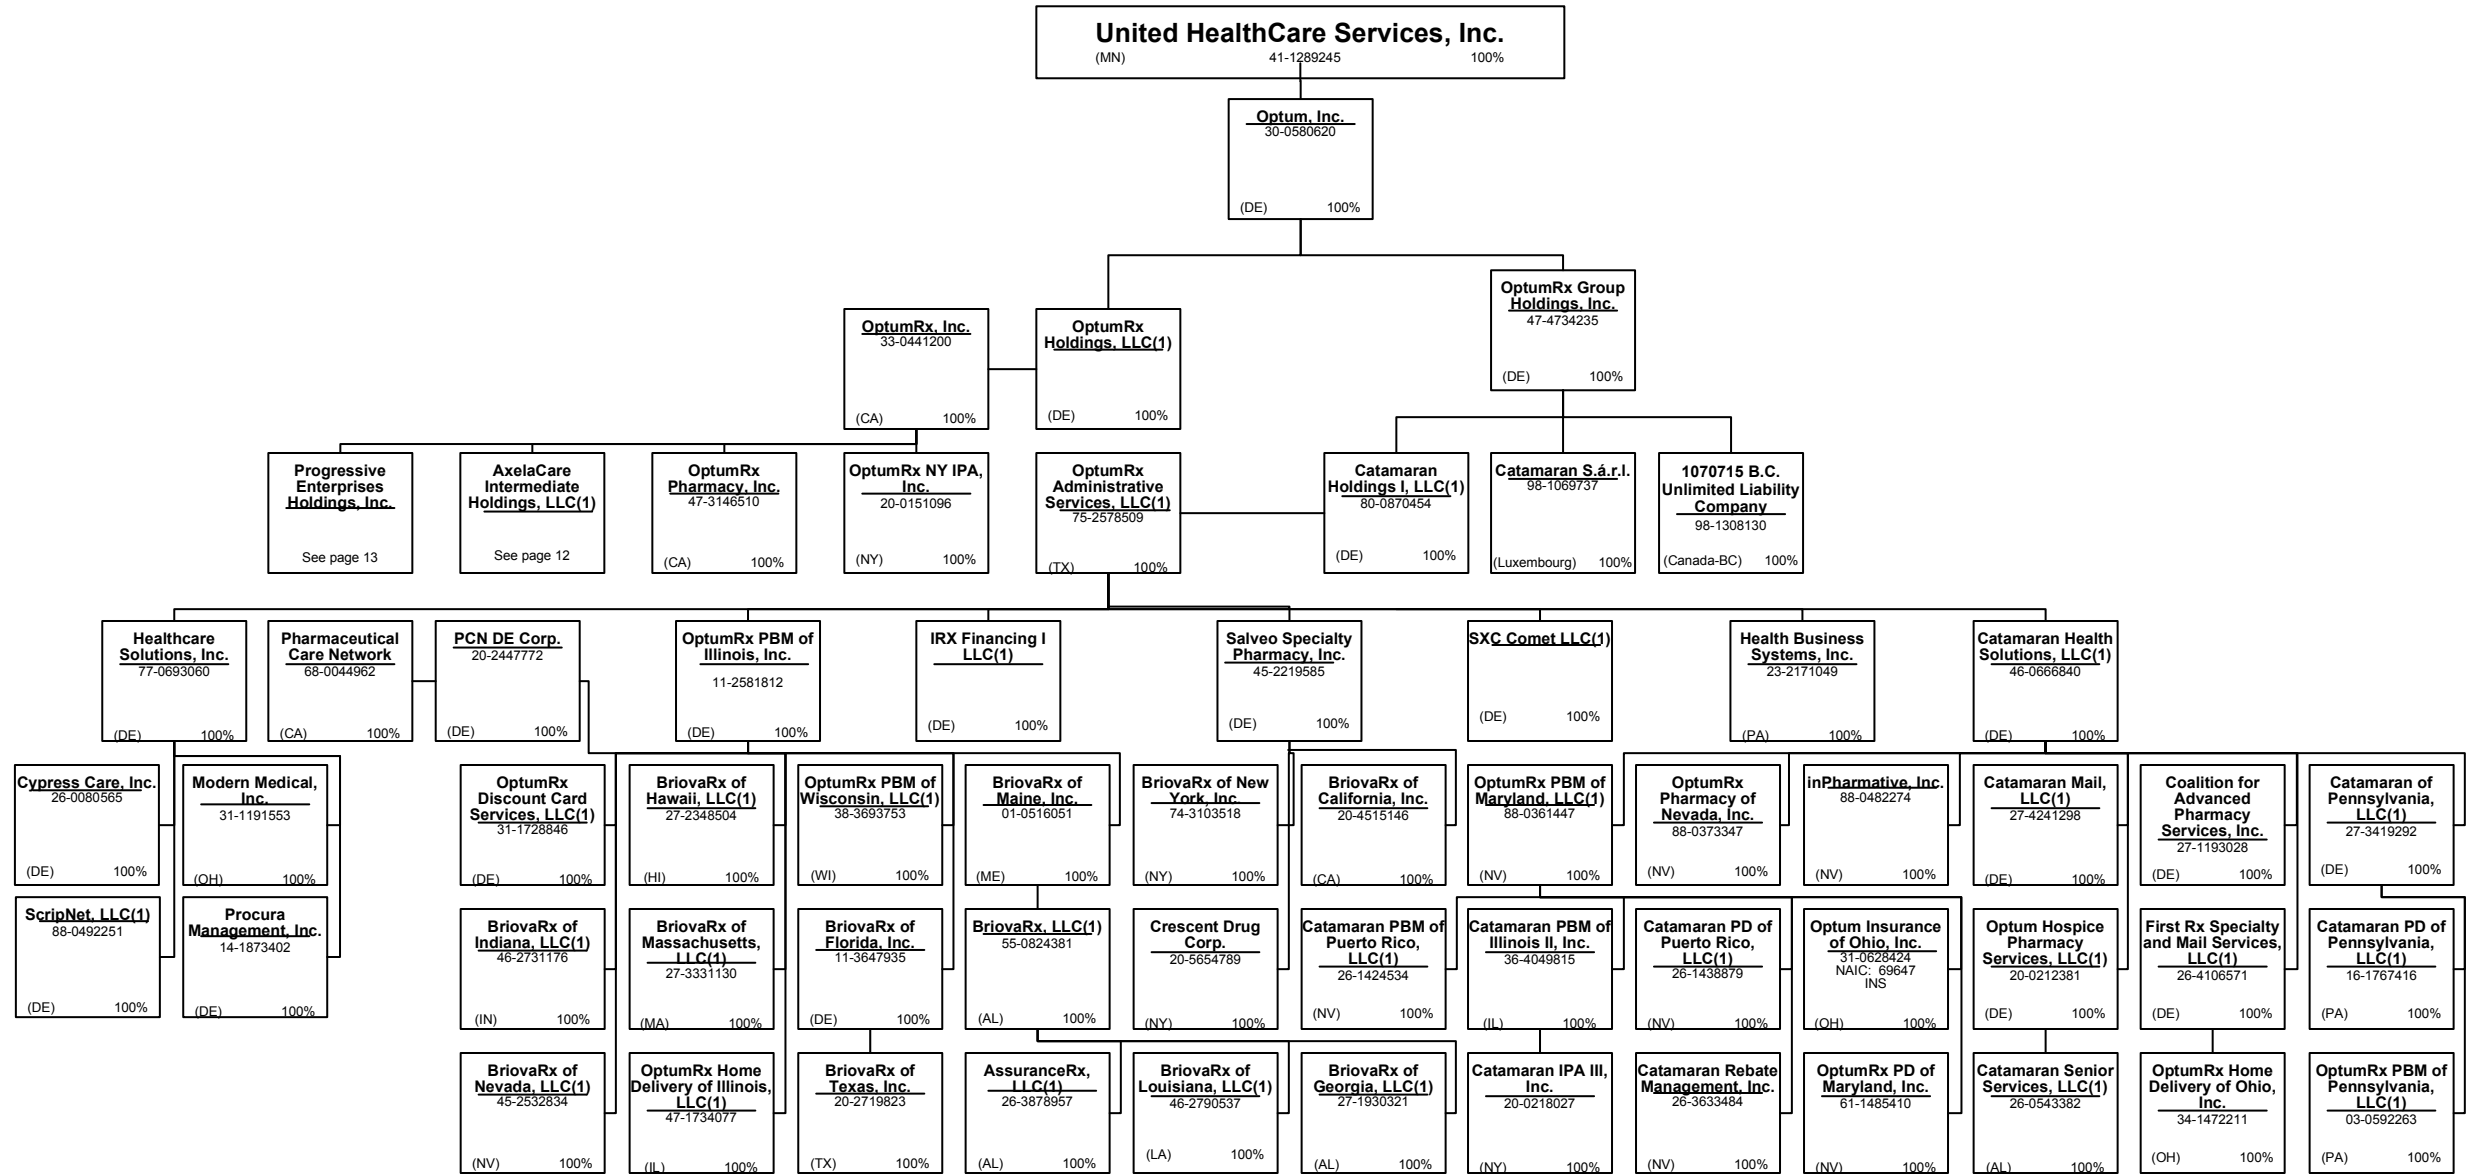 United HealthCare Services, Inc.
(MN) 41-1289245 100%
Optum, Inc.
30-0580620
(DE) 100%
OptumRx, Inc.
33-0441200
(CA) 100%
OptumRx
Holdings, LLC(1)
(DE) 100%
OptumRx Group
Holdings, Inc.
47-4734235
(DE) 100%
Progressive
Enterprises
Holdings, Inc.
See page 13
AxelaCare
Intermediate
Holdings, LLC(1)
See page 12
OptumRx
Pharmacy, Inc.
47-3146510
(CA) 100%
OptumRx NY IPA,
Inc.
20-0151096
(NY) 100%
OptumRx
Administrative
Services, LLC(1)
75-2578509
(TX) 100%
Catamaran
Holdings I, LLC(1)
80-0870454
(DE) 100%
Catamaran S.á.r.l.
98-1069737
(Luxembourg) 100%
1070715 B.C.
Unlimited Liability
Company
98-1308130
(Canada-BC) 100%
Healthcare
Solutions, Inc.
77-0693060
(DE) 100%
Pharmaceutical
Care Network
68-0044962
(CA) 100%
PCN DE Corp.
20-2447772
(DE) 100%
OptumRx PBM of
Illinois, Inc.
11-2581812
(DE) 100%
IRX Financing I
LLC(1)
(DE) 100%
Salveo Specialty
Pharmacy, Inc.
45-2219585
(DE) 100%
SXC Comet LLC(1)
(DE) 100%
Health Business
Systems, Inc.
23-2171049
(PA) 100%
Catamaran Health
Solutions, LLC(1)
46-0666840
(DE) 100%
Cypress Care, Inc.
26-0080565
(DE) 100%
Modern Medical,
Inc.
31-1191553
(OH) 100%
OptumRx
Discount Card
Services, LLC(1)
31-1728846
(DE) 100%
BriovaRx of
Hawaii, LLC(1)
27-2348504
(HI) 100%
OptumRx PBM of
Wisconsin, LLC(1)
38-3693753
(WI) 100%
BriovaRx of
Maine, Inc.
01-0516051
(ME) 100%
BriovaRx of New
York, Inc.
74-3103518
(NY) 100%
BriovaRx of
California, Inc.
20-4515146
(CA) 100%
OptumRx PBM of
Maryland, LLC(1)
88-0361447
(NV) 100%
OptumRx
Pharmacy of
Nevada, Inc.
88-0373347
(NV) 100%
inPharmative, Inc.
88-0482274
(NV) 100%
Catamaran Mail,
LLC(1)
27-4241298
(DE) 100%
Coalition for
Advanced
Pharmacy
Services, Inc.
27-1193028
(DE) 100%
Catamaran of
Pennsylvania,
LLC(1)
27-3419292
(DE) 100%
ScripNet, LLC(1)
88-0492251
(DE) 100%
Procura
Management, Inc.
14-1873402
(DE) 100%
BriovaRx of
Indiana, LLC(1)
46-2731176
(IN) 100%
BriovaRx of
Massachusetts,
LLC(1)
27-3331130
(MA) 100%
BriovaRx of
Florida, Inc.
11-3647935
(DE) 100%
BriovaRx, LLC(1)
55-0824381
(AL) 100%
Crescent Drug
Corp.
20-5654789
(NY) 100%
Catamaran PBM of
Puerto Rico,
LLC(1)
26-1424534
(NV) 100%
Catamaran PBM of
Illinois II, Inc.
36-4049815
(IL) 100%
Catamaran PD of
Puerto Rico,
LLC(1)
26-1438879
(NV) 100%
Optum Insurance
of Ohio, Inc.
31-0628424
NAIC: 69647
INS
(OH) 100%
Optum Hospice
Pharmacy
Services, LLC(1)
20-0212381
(DE) 100%
First Rx Specialty
and Mail Services,
LLC(1)
26-4106571
(DE) 100%
Catamaran PD of
Pennsylvania,
LLC(1)
16-1767416
(PA) 100%
BriovaRx of
Nevada, LLC(1)
45-2532834
(NV) 100%
OptumRx Home
Delivery of Illinois,
LLC(1)
47-1734077
(IL) 100%
BriovaRx of
Texas, Inc.
20-2719823
(TX) 100%
AssuranceRx,
LLC(1)
26-3878957
(AL) 100%
BriovaRx of
Louisiana, LLC(1)
46-2790537
(LA) 100%
BriovaRx of
Georgia, LLC(1)
27-1930321
(AL) 100%
Catamaran IPA III,
Inc.
20-0218027
(NY) 100%
Catamaran Rebate
Management, Inc.
26-3633484
(NV) 100%
OptumRx PD of
Maryland, Inc.
61-1485410
(NV) 100%
Catamaran Senior
Services, LLC(1)
26-0543382
(AL) 100%
OptumRx Home
Delivery of Ohio,
Inc.
34-1472211
(OH) 100%
OptumRx PBM of
Pennsylvania,
LLC(1)
03-0592263
(PA) 100%